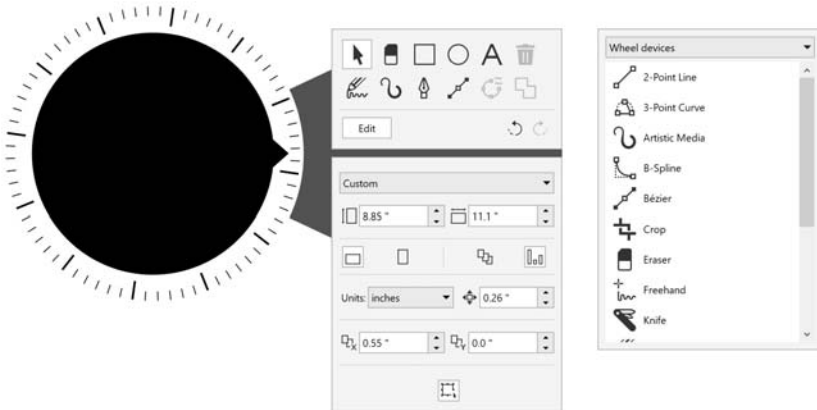 A
Edit
Custom
8.85 "
11.1 "
Units: inches
0.26 "
X 0.55 "
Y 0.0 "
Wheel devices
2-Point Line
3-Point Curve
Artistic Media
B-Spline
Bézier
Crop
Eraser
Freehand
Knife